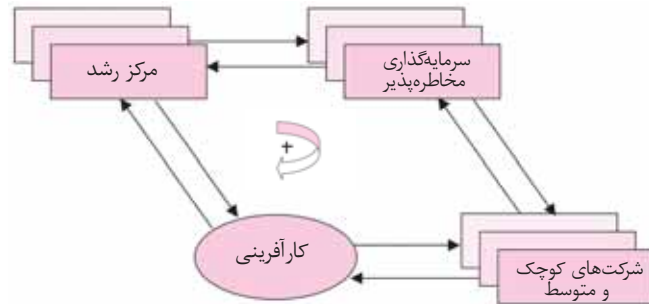 مرکز رشد
سرمایه‌گذاری
مخاطره‌پذیر
+
کارآفرینی
شرکت‌های کوچک
و متوسط